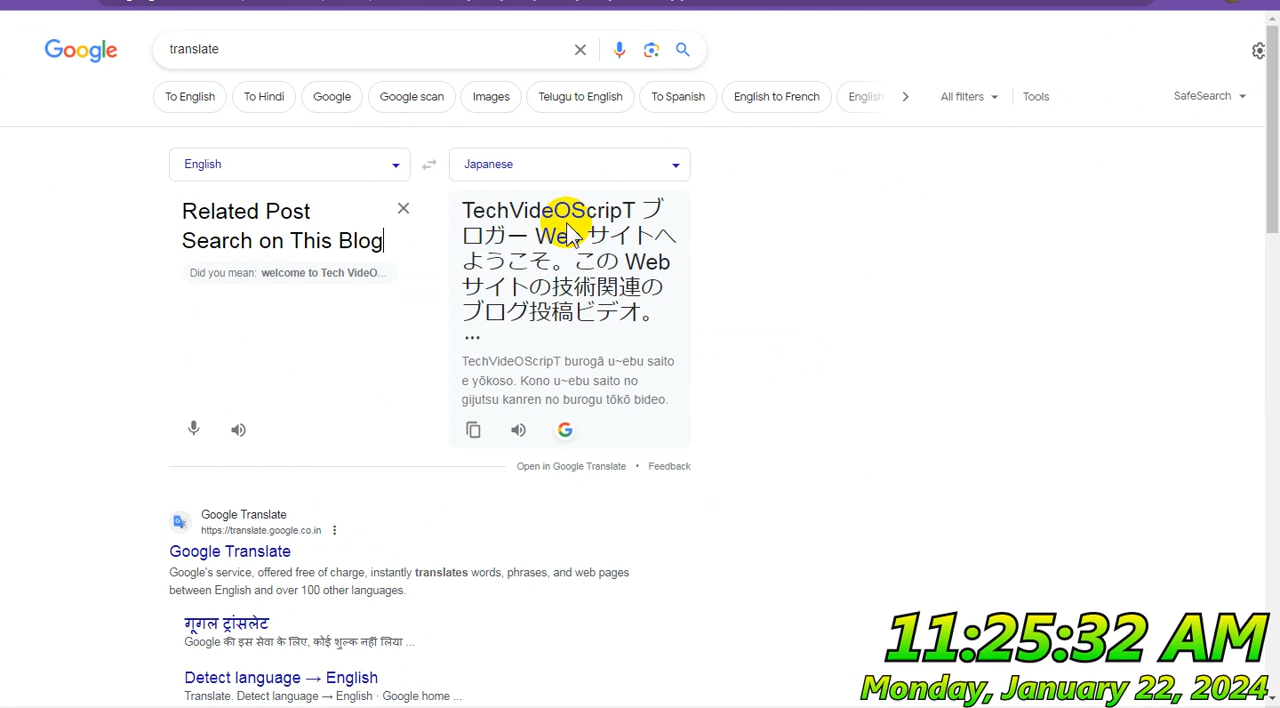 Google
translate
To English To Hindi Google Google scan Images Telugu to English To Spanish English to French English All filters Tools SafeSearch
English Japanese
Related Post
Search on This Blog
Did you mean: welcome to Tech VideO...
TechVideOScripT ブ
ロガー Web サイトへ
ようこそ。この Web
サイトの技術関連の
ブログ投稿ビデオ。
...
TechVideOScripT burogā u~ebu saito
e yōkoso. Kono u~ebu saito no
gijutsu kanren no burogu tōkō bideo.
Open in Google Translate • Feedback
Google Translate
https://translate.google.co.in
Google Translate
Google's service, offered free of charge, instantly translates words, phrases, and web pages
between English and over 100 other languages.
गूगल ट्रांसलेट
Google की इस सेवा के लिए, कोई शुल्क नहीं लिया ...
Detect language → English
Translate. Detect language → English · Google home ...
11:25:32 AM
Monday, January 22, 2024